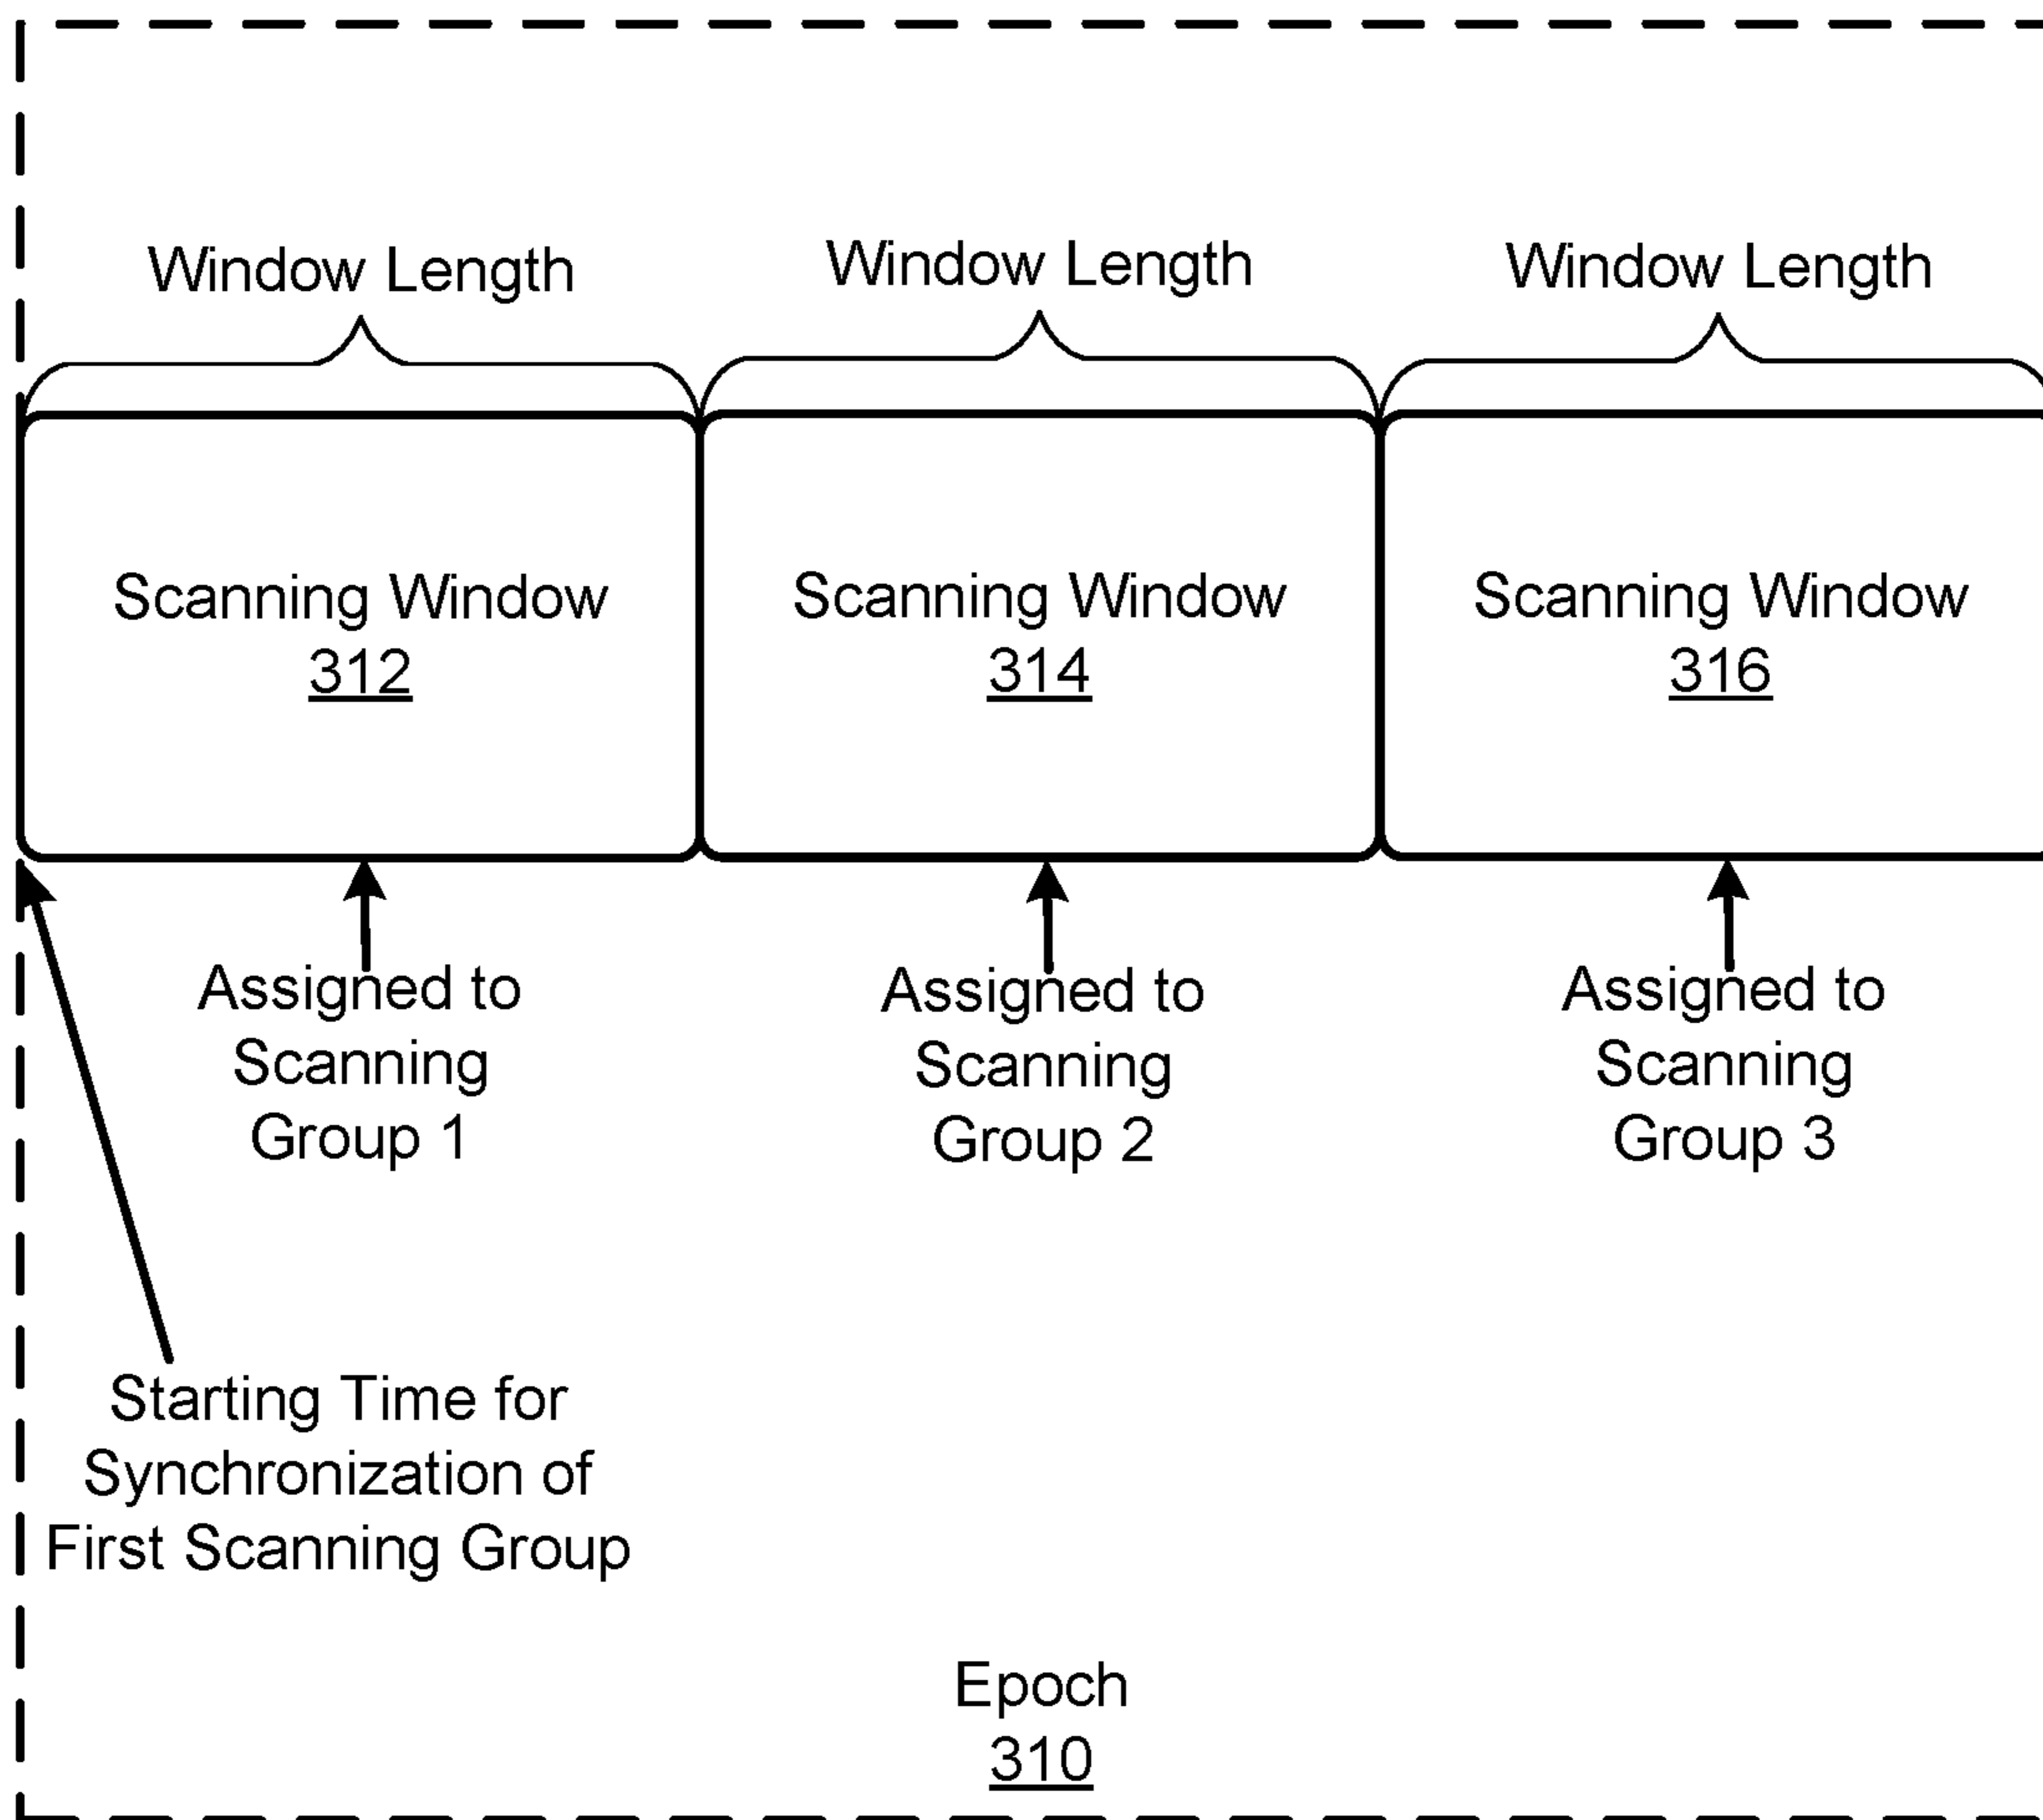 Window Length
Window Length
Window Length
Scanning Window
312
Scanning Window
314
Scanning Window
316
Assigned to
Scanning
Group 1
Assigned to
Scanning
Group 2
Assigned to
Scanning
Group 3
Starting Time for
Synchronization of
First Scanning Group
Epoch
310